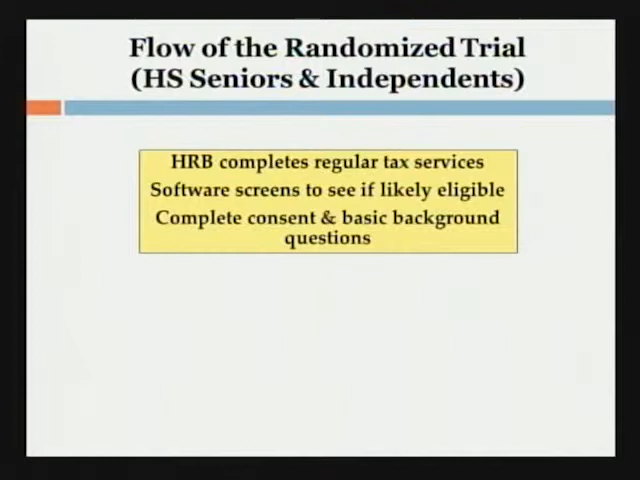 Flow of the Randomized Trial
(HS Seniors & Independents)
HRB completes regular tax services
Software screens to see if likely eligible
Complete consent & basic background
questions